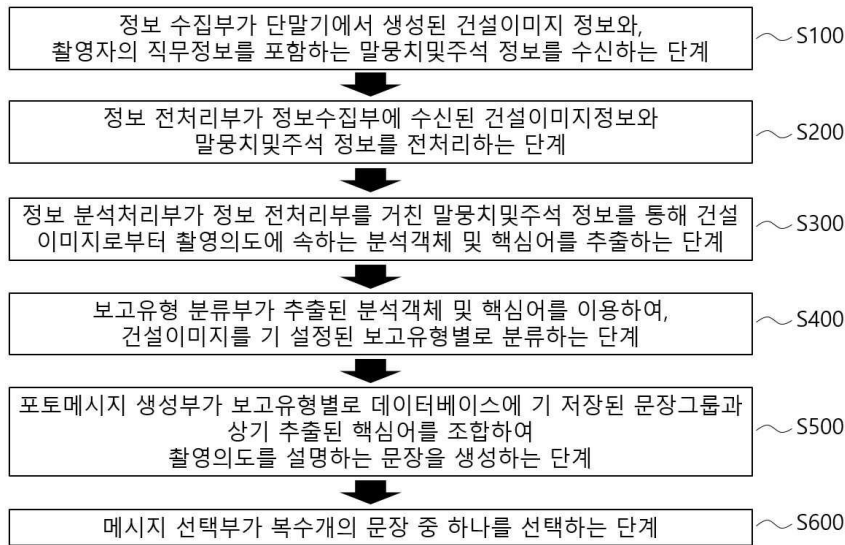 정보 수집부가 단말기에서 생성된 건설이미지 정보와,
촬영자의 직무정보를 포함하는 말뭉치및주석 정보를 수신하는 단계
S100
정보 전처리부가 정보수집부에 수신된 건설이미지정보와
말뭉치및주석 정보를 전처리하는 단계
S200
정보 분석처리부가 정보 전처리부를 거친 말뭉치및주석 정보를 통해 건설
이미지로부터 촬영의도에 속하는 분석객체 및 핵심어를 추출하는 단계
S300
보고유형 분류부가 추출된 분석객체 및 핵심어를 이용하여,
건설이미지를 기 설정된 보고유형별로 분류하는 단계
S400
포토메시지 생성부가 보고유형별로 데이터베이스에 기 저장된 문장그룹과
상기 추출된 핵심어를 조합하여
촬영의도를 설명하는 문장을 생성하는 단계
S500
메시지 선택부가 복수개의 문장 중 하나를 선택하는 단계
S600